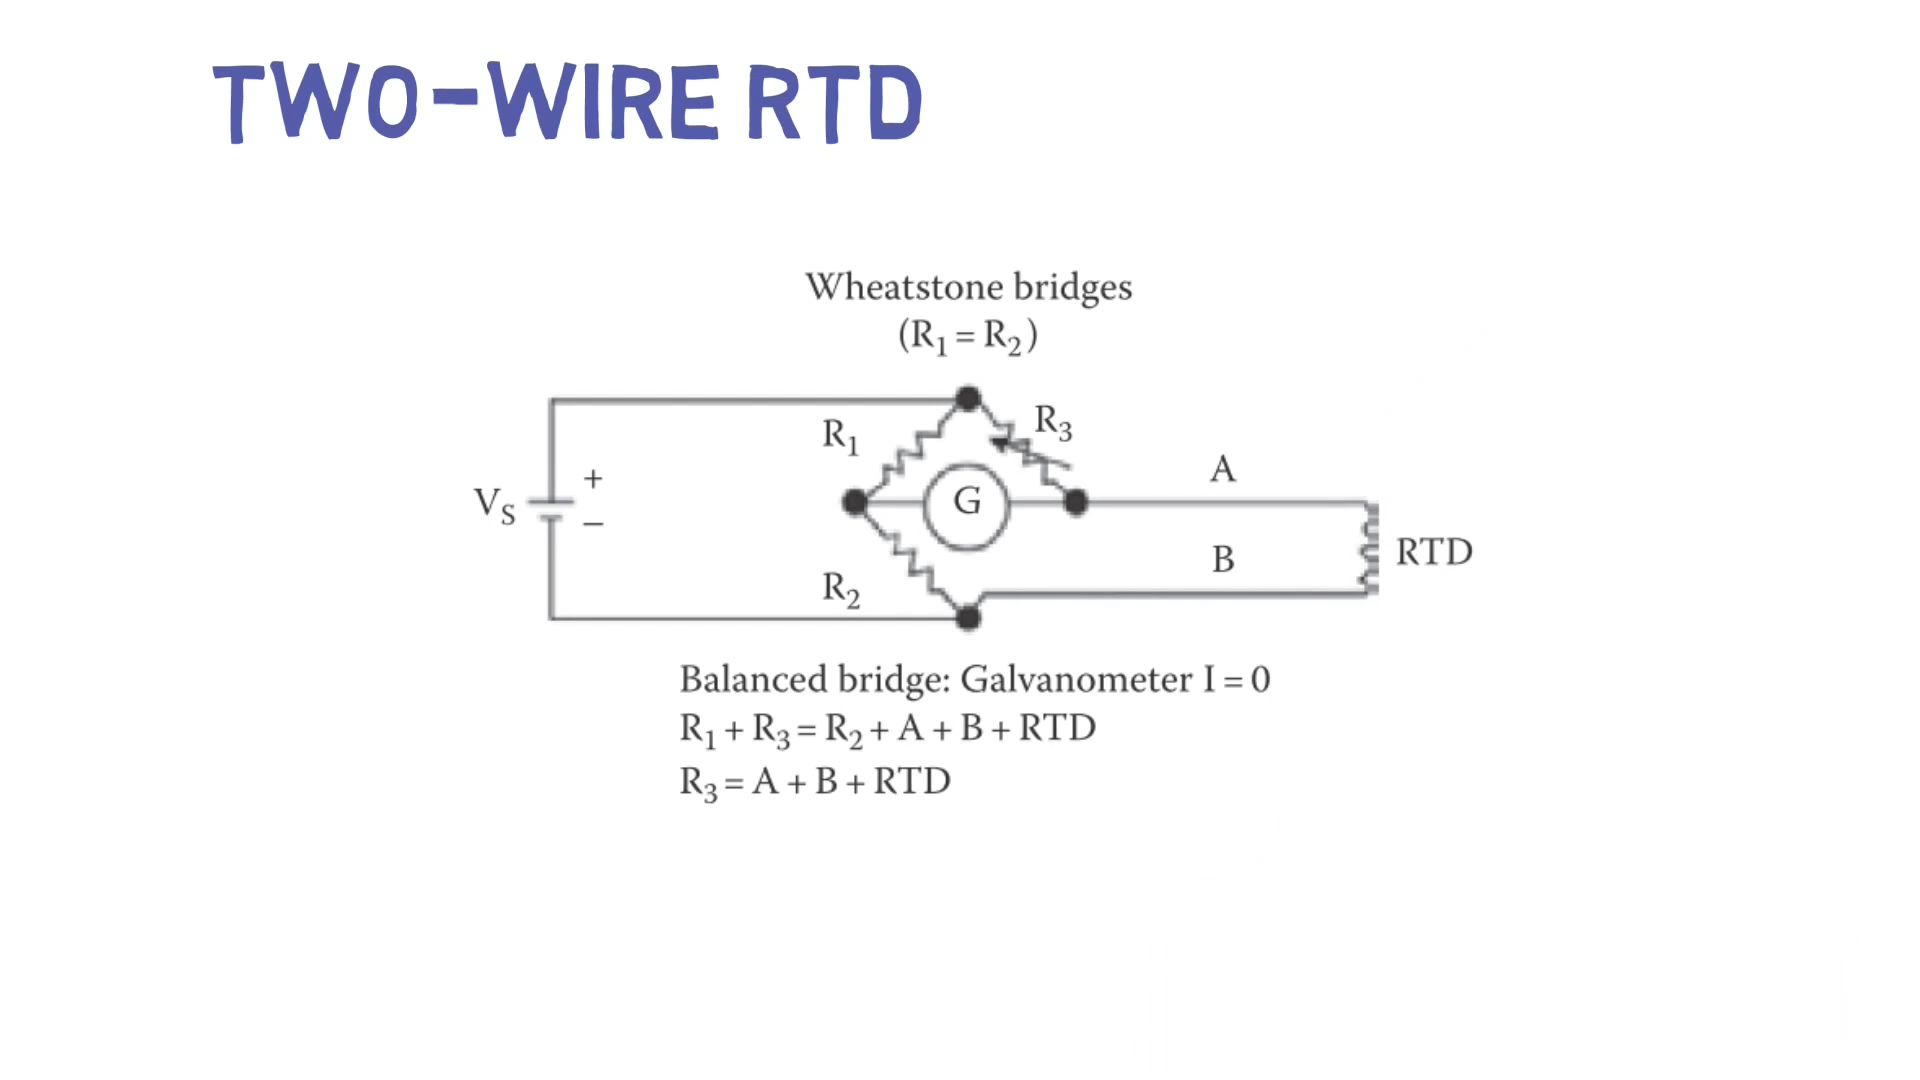 TWO-WIRE RTD
Wheatstone bridges
(R₁ = R₂)
R₁
R₃
A
Vₛ
+
−
G
B
RTD
R₂
Balanced bridge: Galvanometer I = 0
R₁ + R₃ = R₂ + A + B + RTD
R₃ = A + B + RTD